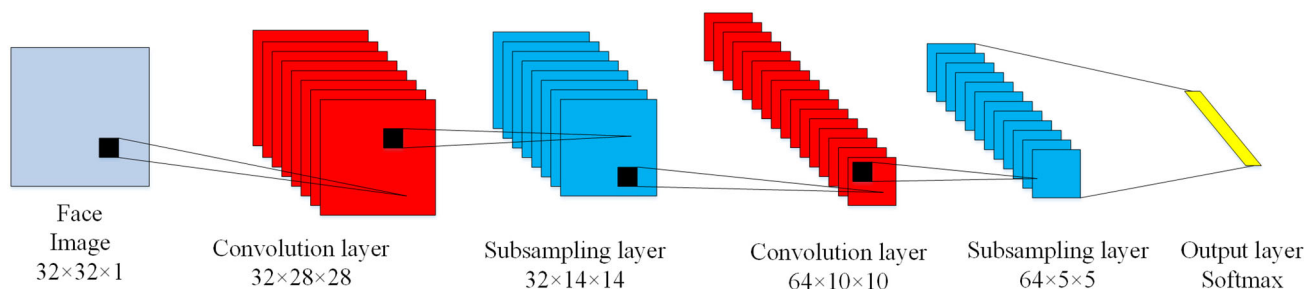 Face
Image
32×32×1
Convolution layer
32×28×28
Subsampling layer
32×14×14
Convolution layer
64×10×10
Subsampling layer
64×5×5
Output layer
Softmax